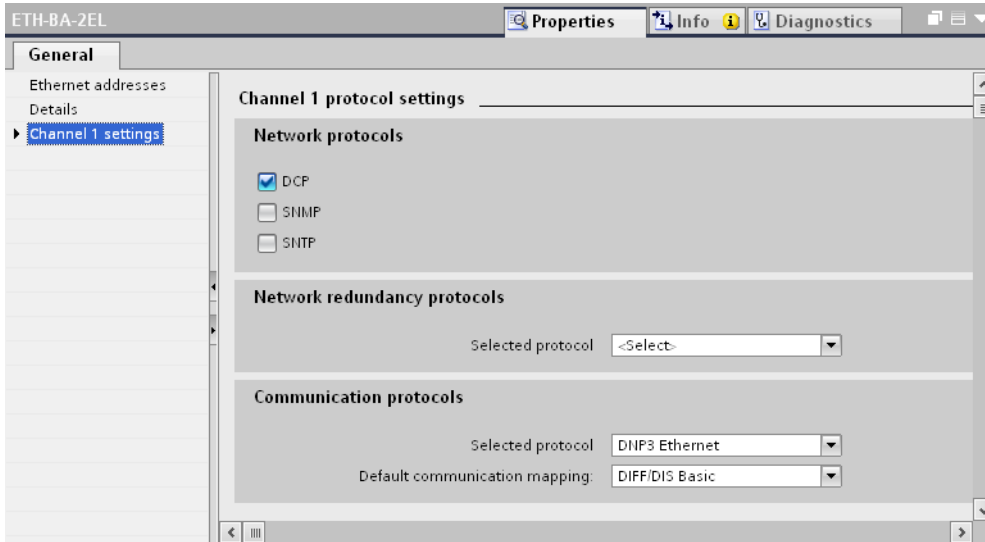 ETH-BA-2EL
Properties
Info
Diagnostics
General
Ethernet addresses
Details
Channel 1 settings
Channel 1 protocol settings
Network protocols
DCP
SNMP
SNTP
Network redundancy protocols
Selected protocol <Select>
Communication protocols
Selected protocol DNP3 Ethernet
Default communication mapping: DIFF/DIS Basic